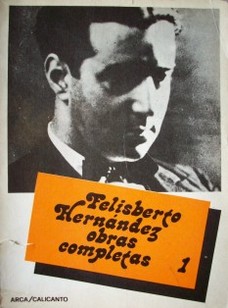 Felisberto
Hernández
obras
completas 1
ARCA/CALICANTO